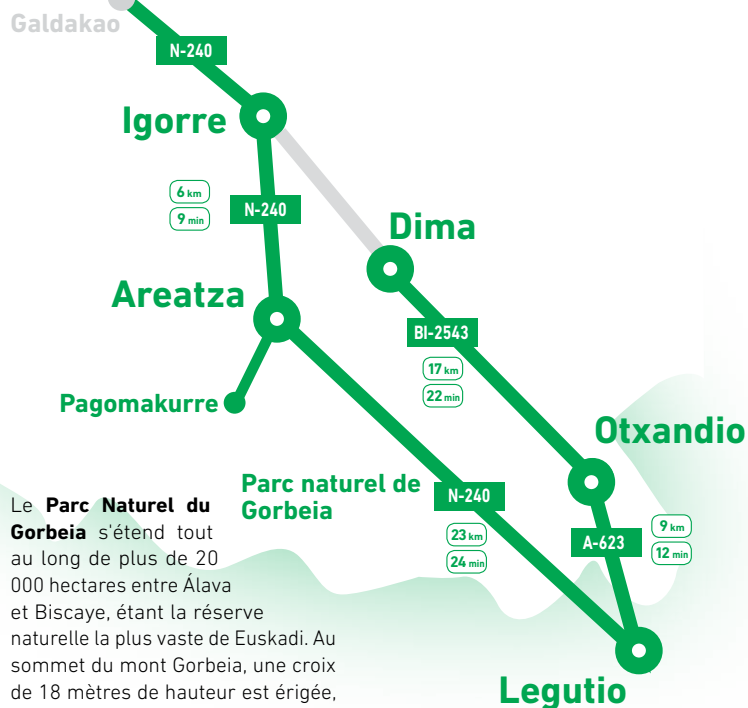 Galdakao
N-240
Igorre
6 km
9 min
N-240
Dima
Areatza
BI-2543
17 km
22 min
Pagomakurre
Otxandio
Parc naturel de
Gorbeia
N-240
23 km
24 min
A-623
9 km
12 min
Le Parc Naturel du
Gorbeia s'étend tout
au long de plus de 20
000 hectares entre Álava
et Biscaye, étant la réserve
naturelle la plus vaste de Euskadi. Au
sommet du mont Gorbeia, une croix
de 18 mètres de hauteur est érigée,
Legutio